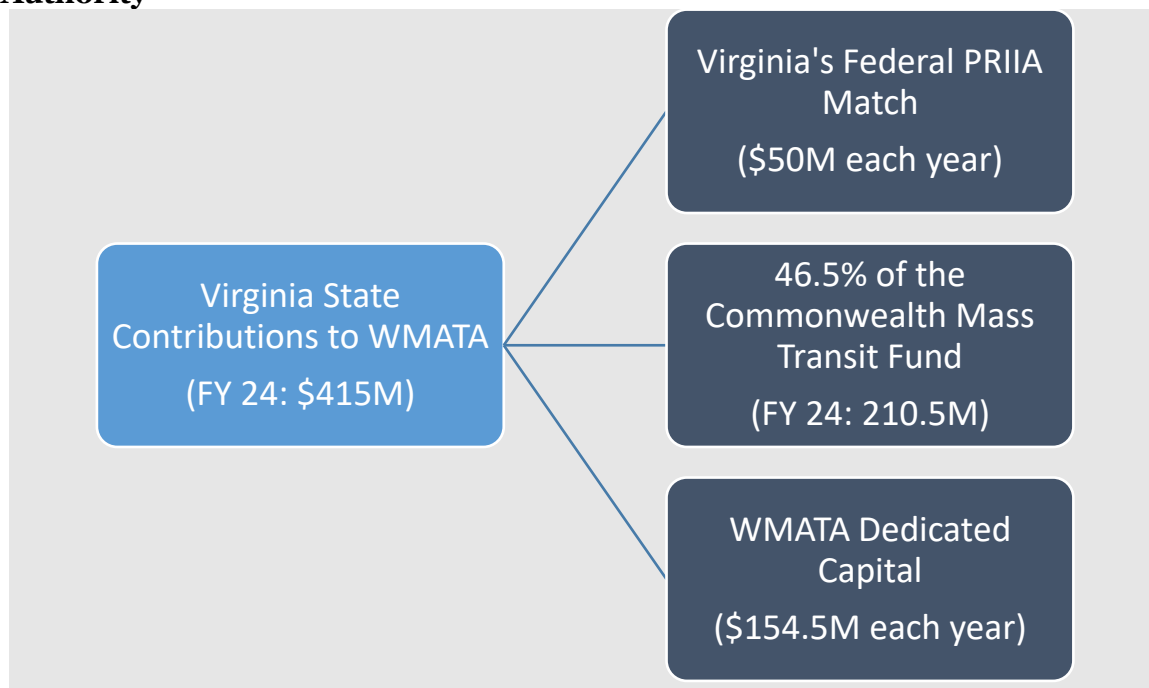 Authority
Virginia's Federal PRIIA
Match
($50M each year)
Virginia State
Contributions to WMATA
(FY 24: $415M)
46.5% of the
Commonwealth Mass
Transit Fund
(FY 24: 210.5M)
WMATA Dedicated
Capital
($154.5M each year)